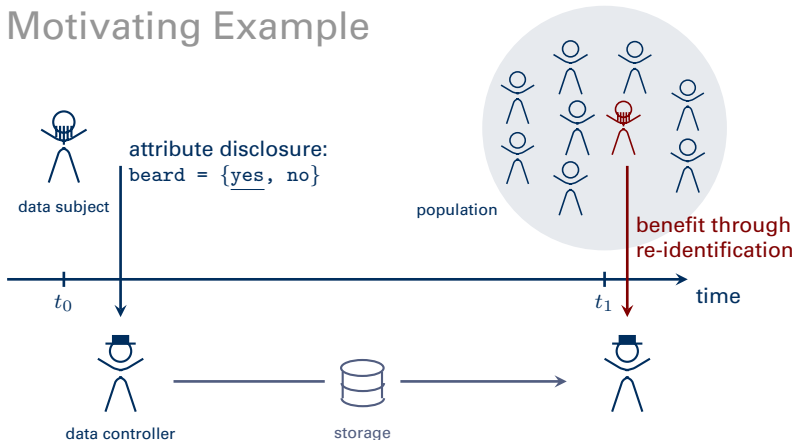 Motivating Example
attribute disclosure:
beard = {yes, no}
data subject
population
benefit through
re-identification
t0
t1
time
data controller
storage